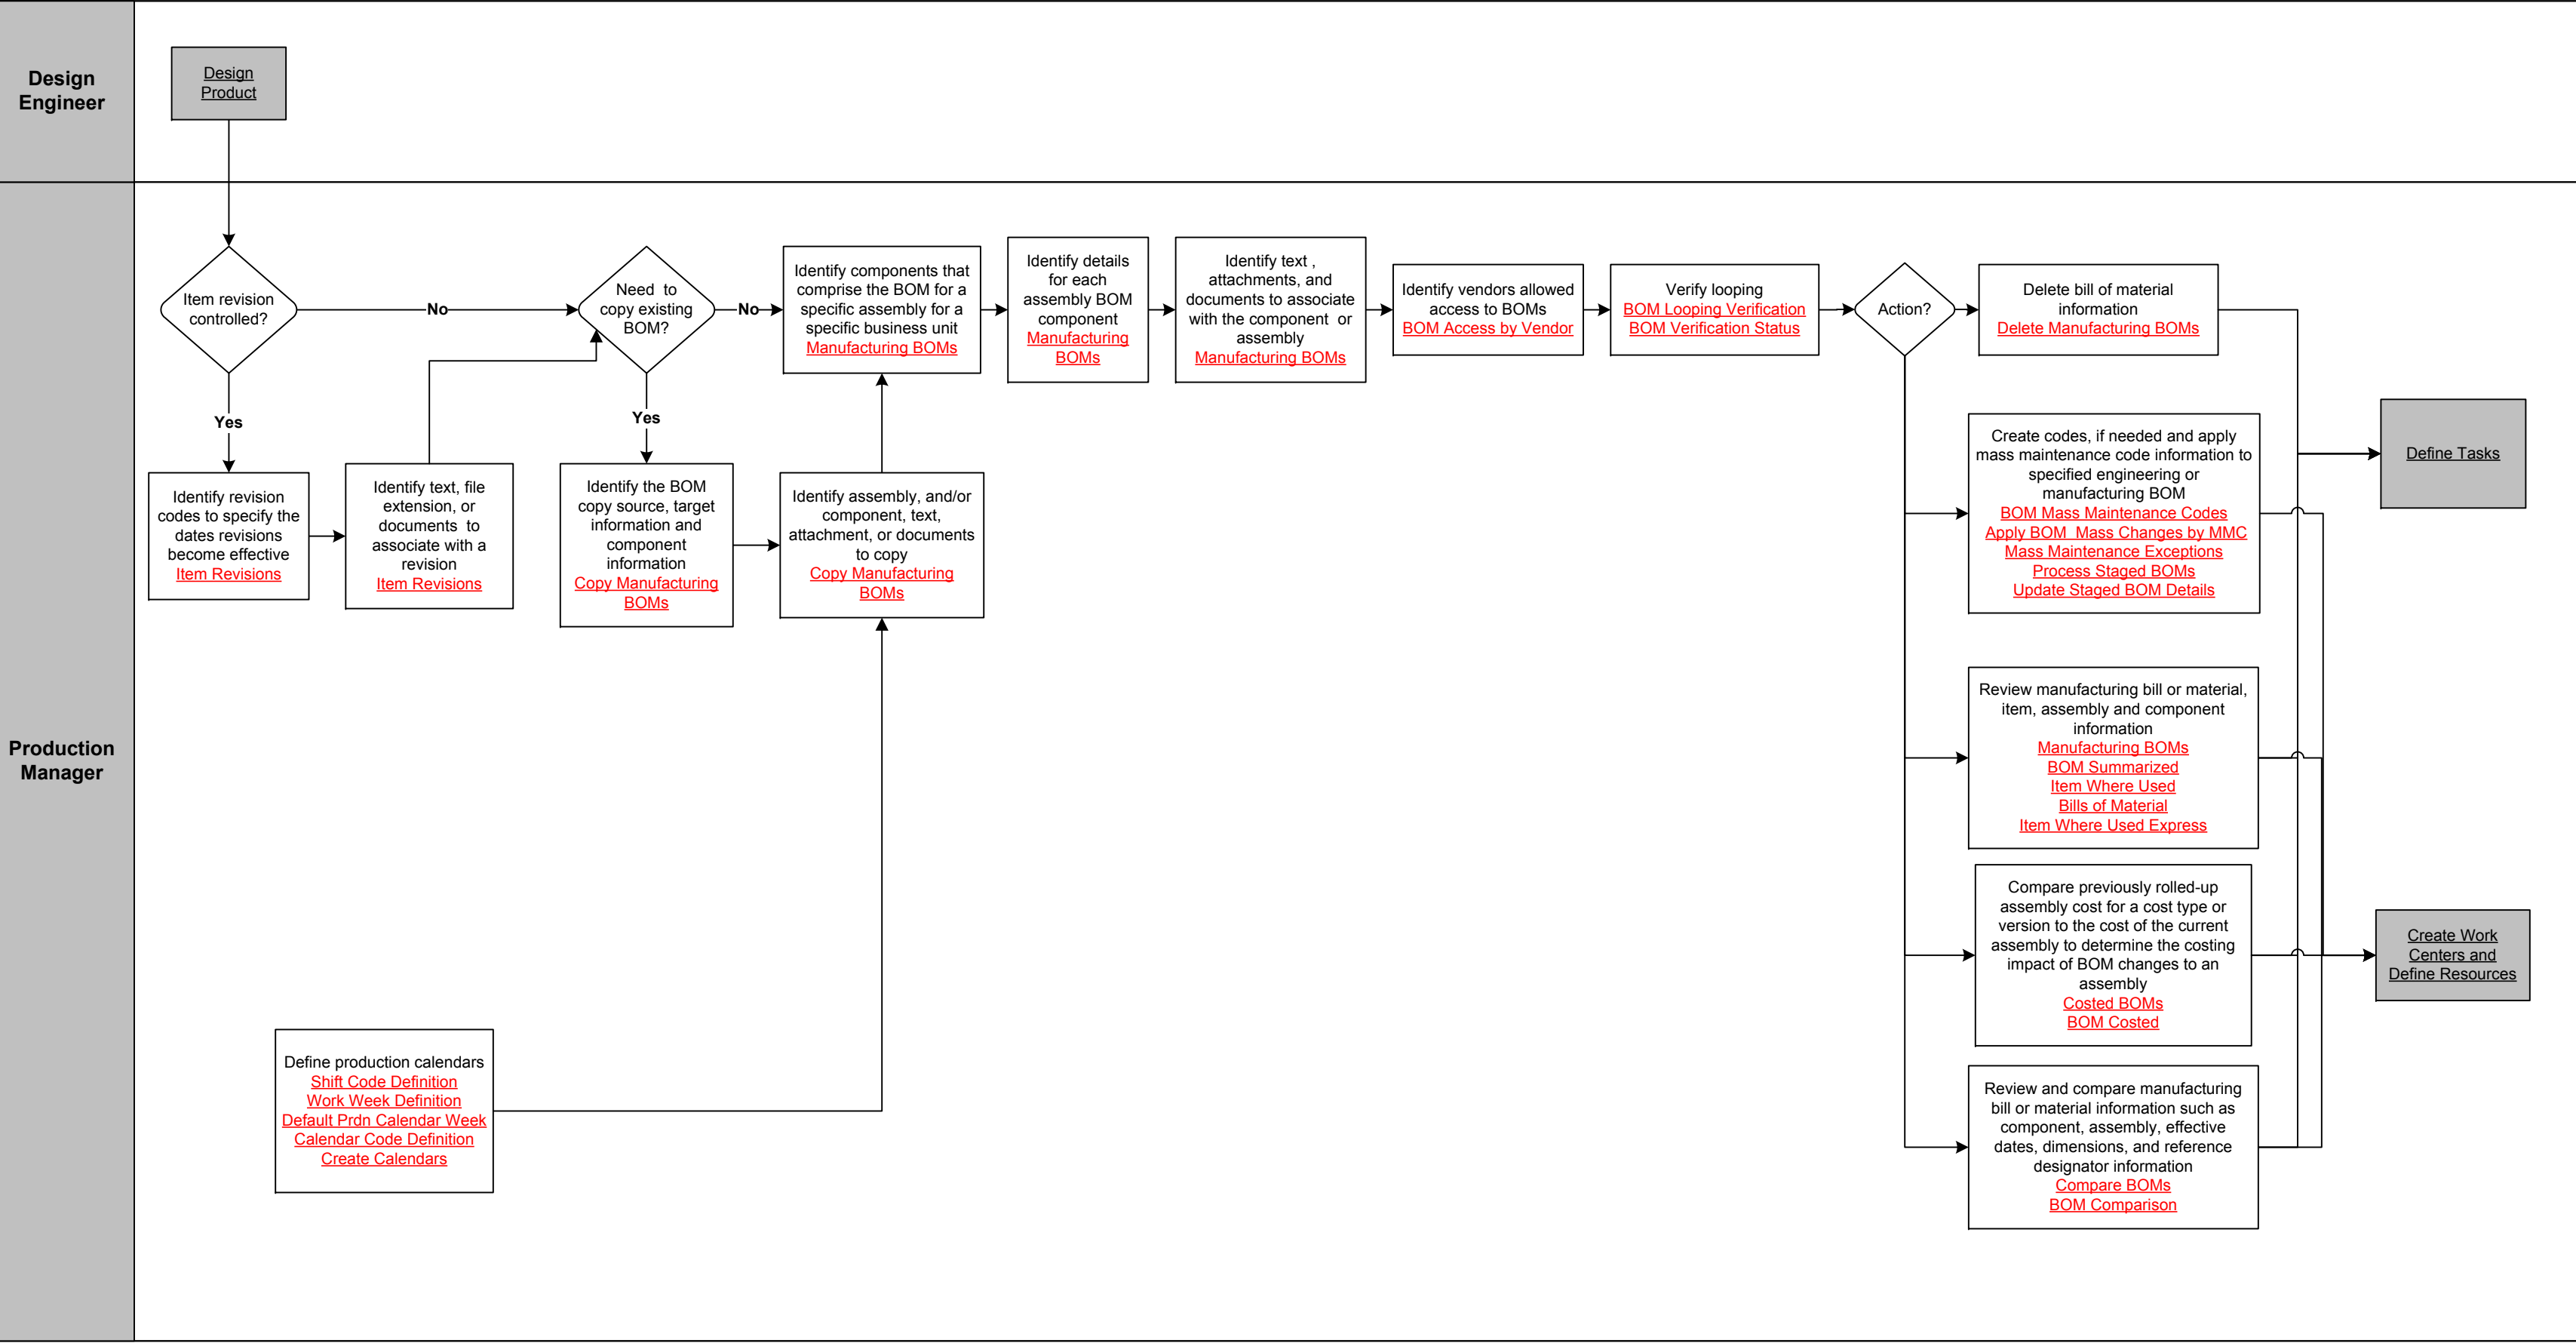 Design
Engineer
Design
Product
Production
Manager
Item revision
controlled?
No
Yes
Identify revision
codes to specify the
dates revisions
become effective
Item Revisions
Identify text, file
extension, or
documents to
associate with a
revision
Item Revisions
Need to
copy existing
BOM?
No
Yes
Identify the BOM
copy source, target
information and
component
information
Copy Manufacturing
BOMs
Identify assembly, and/or
component, text,
attachment, or documents
to copy
Copy Manufacturing
BOMs
Define production calendars
Shift Code Definition
Work Week Definition
Default Prdn Calendar Week
Calendar Code Definition
Create Calendars
Identify components that
comprise the BOM for a
specific assembly for a
specific business unit
Manufacturing BOMs
Identify details
for each
assembly BOM
component
Manufacturing
BOMs
Identify text ,
attachments, and
documents to associate
with the component or
assembly
Manufacturing BOMs
Identify vendors allowed
access to BOMs
BOM Access by Vendor
Verify looping
BOM Looping Verification
BOM Verification Status
Action?
Delete bill of material
information
Delete Manufacturing BOMs
Create codes, if needed and apply
mass maintenance code information to
specified engineering or
manufacturing BOM
BOM Mass Maintenance Codes
Apply BOM Mass Changes by MMC
Mass Maintenance Exceptions
Process Staged BOMs
Update Staged BOM Details
Review manufacturing bill or material,
item, assembly and component
information
Manufacturing BOMs
BOM Summarized
Item Where Used
Bills of Material
Item Where Used Express
Compare previously rolled-up
assembly cost for a cost type or
version to the cost of the current
assembly to determine the costing
impact of BOM changes to an
assembly
Costed BOMs
BOM Costed
Review and compare manufacturing
bill or material information such as
component, assembly, effective
dates, dimensions, and reference
designator information
Compare BOMs
BOM Comparison
Define Tasks
Create Work
Centers and
Define Resources